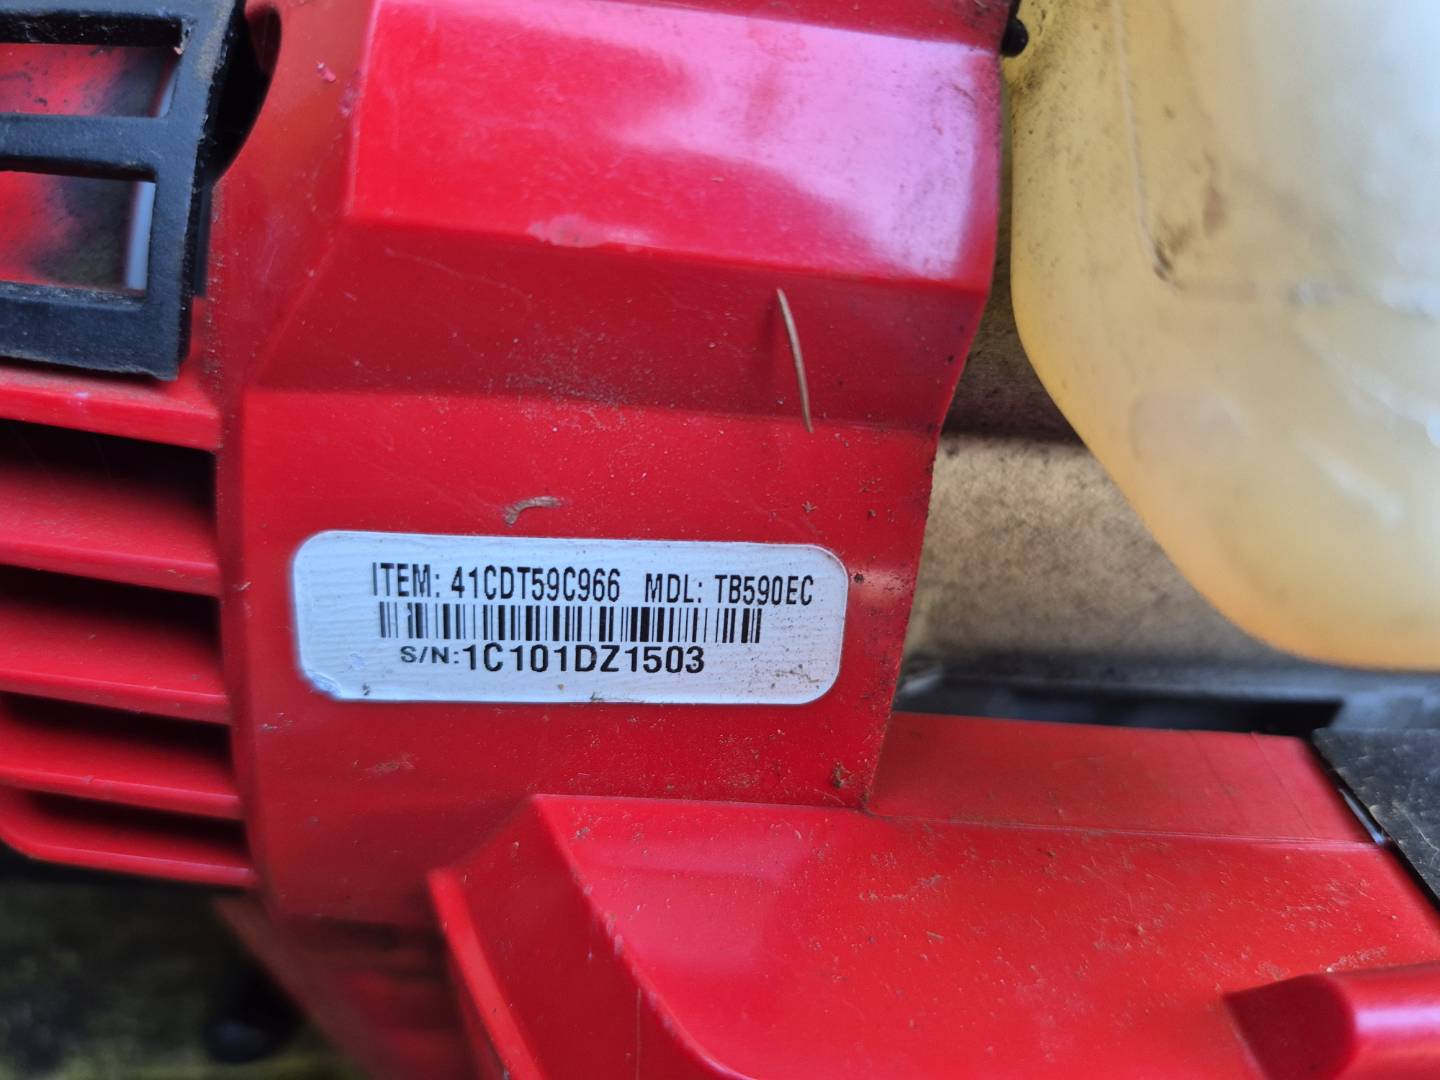 ITEM: 41CDT59C966 MDL: TB590EC
S/N:1C101DZ1503